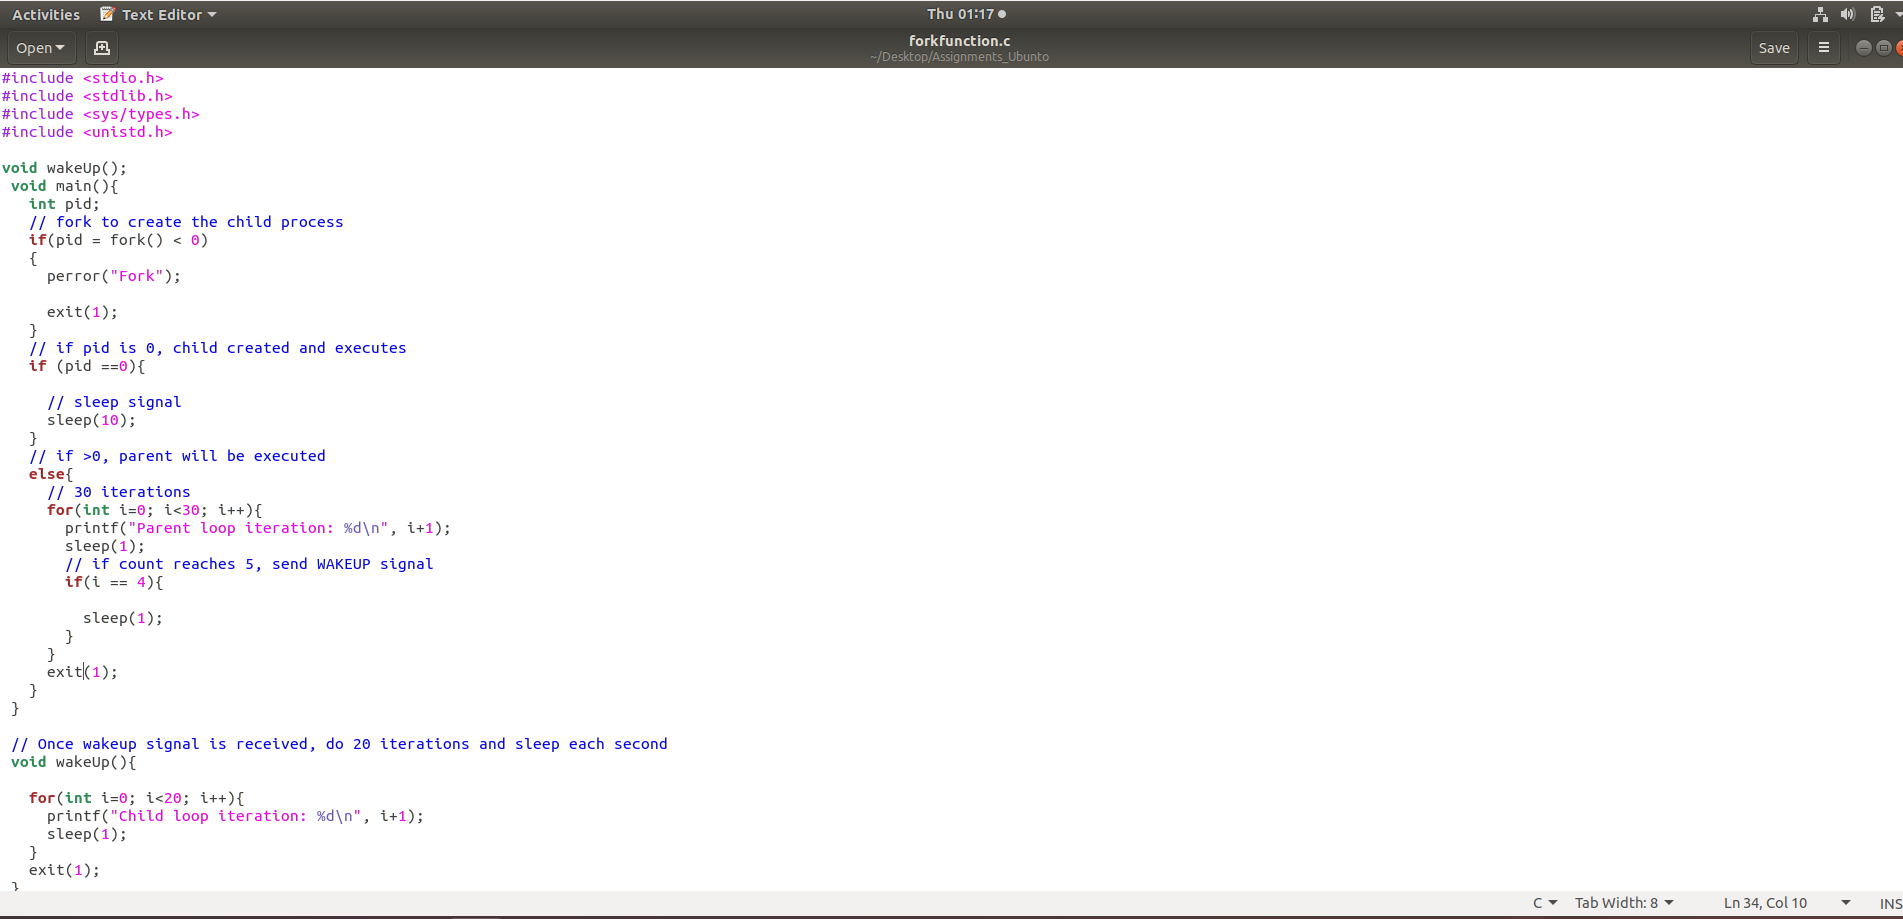 Activities Text Editor Thu 01:17
Open forkfunction.c Save
~/Desktop/Assignments_Ubunto
#include <stdio.h>
#include <stdlib.h>
#include <sys/types.h>
#include <unistd.h>
void wakeUp();
void main(){
int pid;
// fork to create the child process
if(pid = fork() < 0)
{
perror("Fork");
exit(1);
}
// if pid is 0, child created and executes
if (pid ==0){
// sleep signal
sleep(10);
}
// if >0, parent will be executed
else{
// 30 iterations
for(int i=0; i<30; i++){
printf("Parent loop iteration: %d\n", i+1);
sleep(1);
// if count reaches 5, send WAKEUP signal
if(i == 4){
sleep(1);
}
}
exit(1);
}
}
// Once wakeup signal is received, do 20 iterations and sleep each second
void wakeUp(){
for(int i=0; i<20; i++){
printf("Child loop iteration: %d\n", i+1);
sleep(1);
}
exit(1);
}
C Tab Width: 8 Ln 34, Col 10 INS